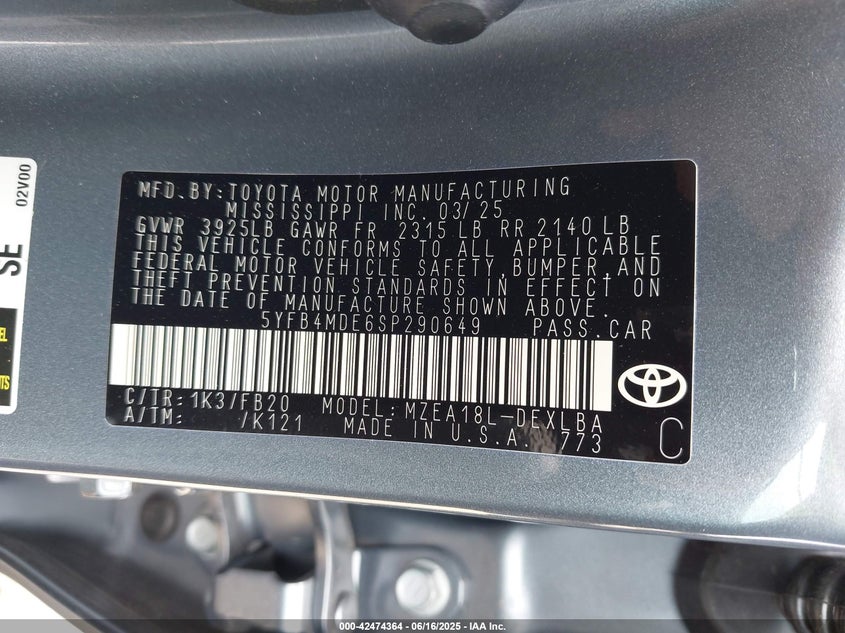 MFD.BY:TOYOTA MOTOR MANUFACTURING
MISSISSIPPI INC. 03/25
GVWR 3925LB GAWR FR 2315 LB RR 2140 LB
THIS VEHICLE CONFORMS TO ALL APPLICABLE
FEDERAL MOTOR VEHICLE SAFETY, BUMPER, AND
THEFT PREVENTION STANDARDS IN EFFECT ON
THE DATE OF MANUFACTURE SHOWN ABOVE.
5YFB4MDE6SP290649 PASS.CAR
C/TR: 1K3/FB20 MODEL: MZEA18L-DEXLBA
A/TM: /K121 MADE IN U.S.A. 773
C
02V00
SE
000-42474364 | 06/16/2025 | IAA Inc.